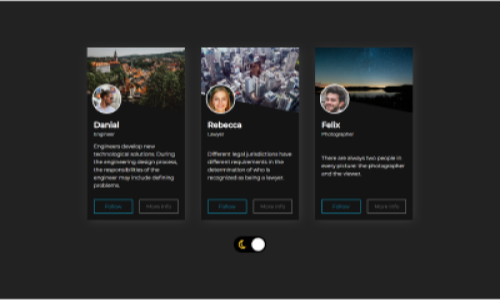 Danial
Engineer
Engineers develop new
technological solutions. During
the engineering design process,
the responsibilities of the
engineer may include defining
problems.
Follow
More Info
Rebecca
Lawyer
Different legal jurisdictions have
different requirements in the
determination of who is
recognized as being a lawyer.
Follow
More Info
Felix
Photographer
There are always two people in
every picture: the photographer
and the viewer.
Follow
More Info